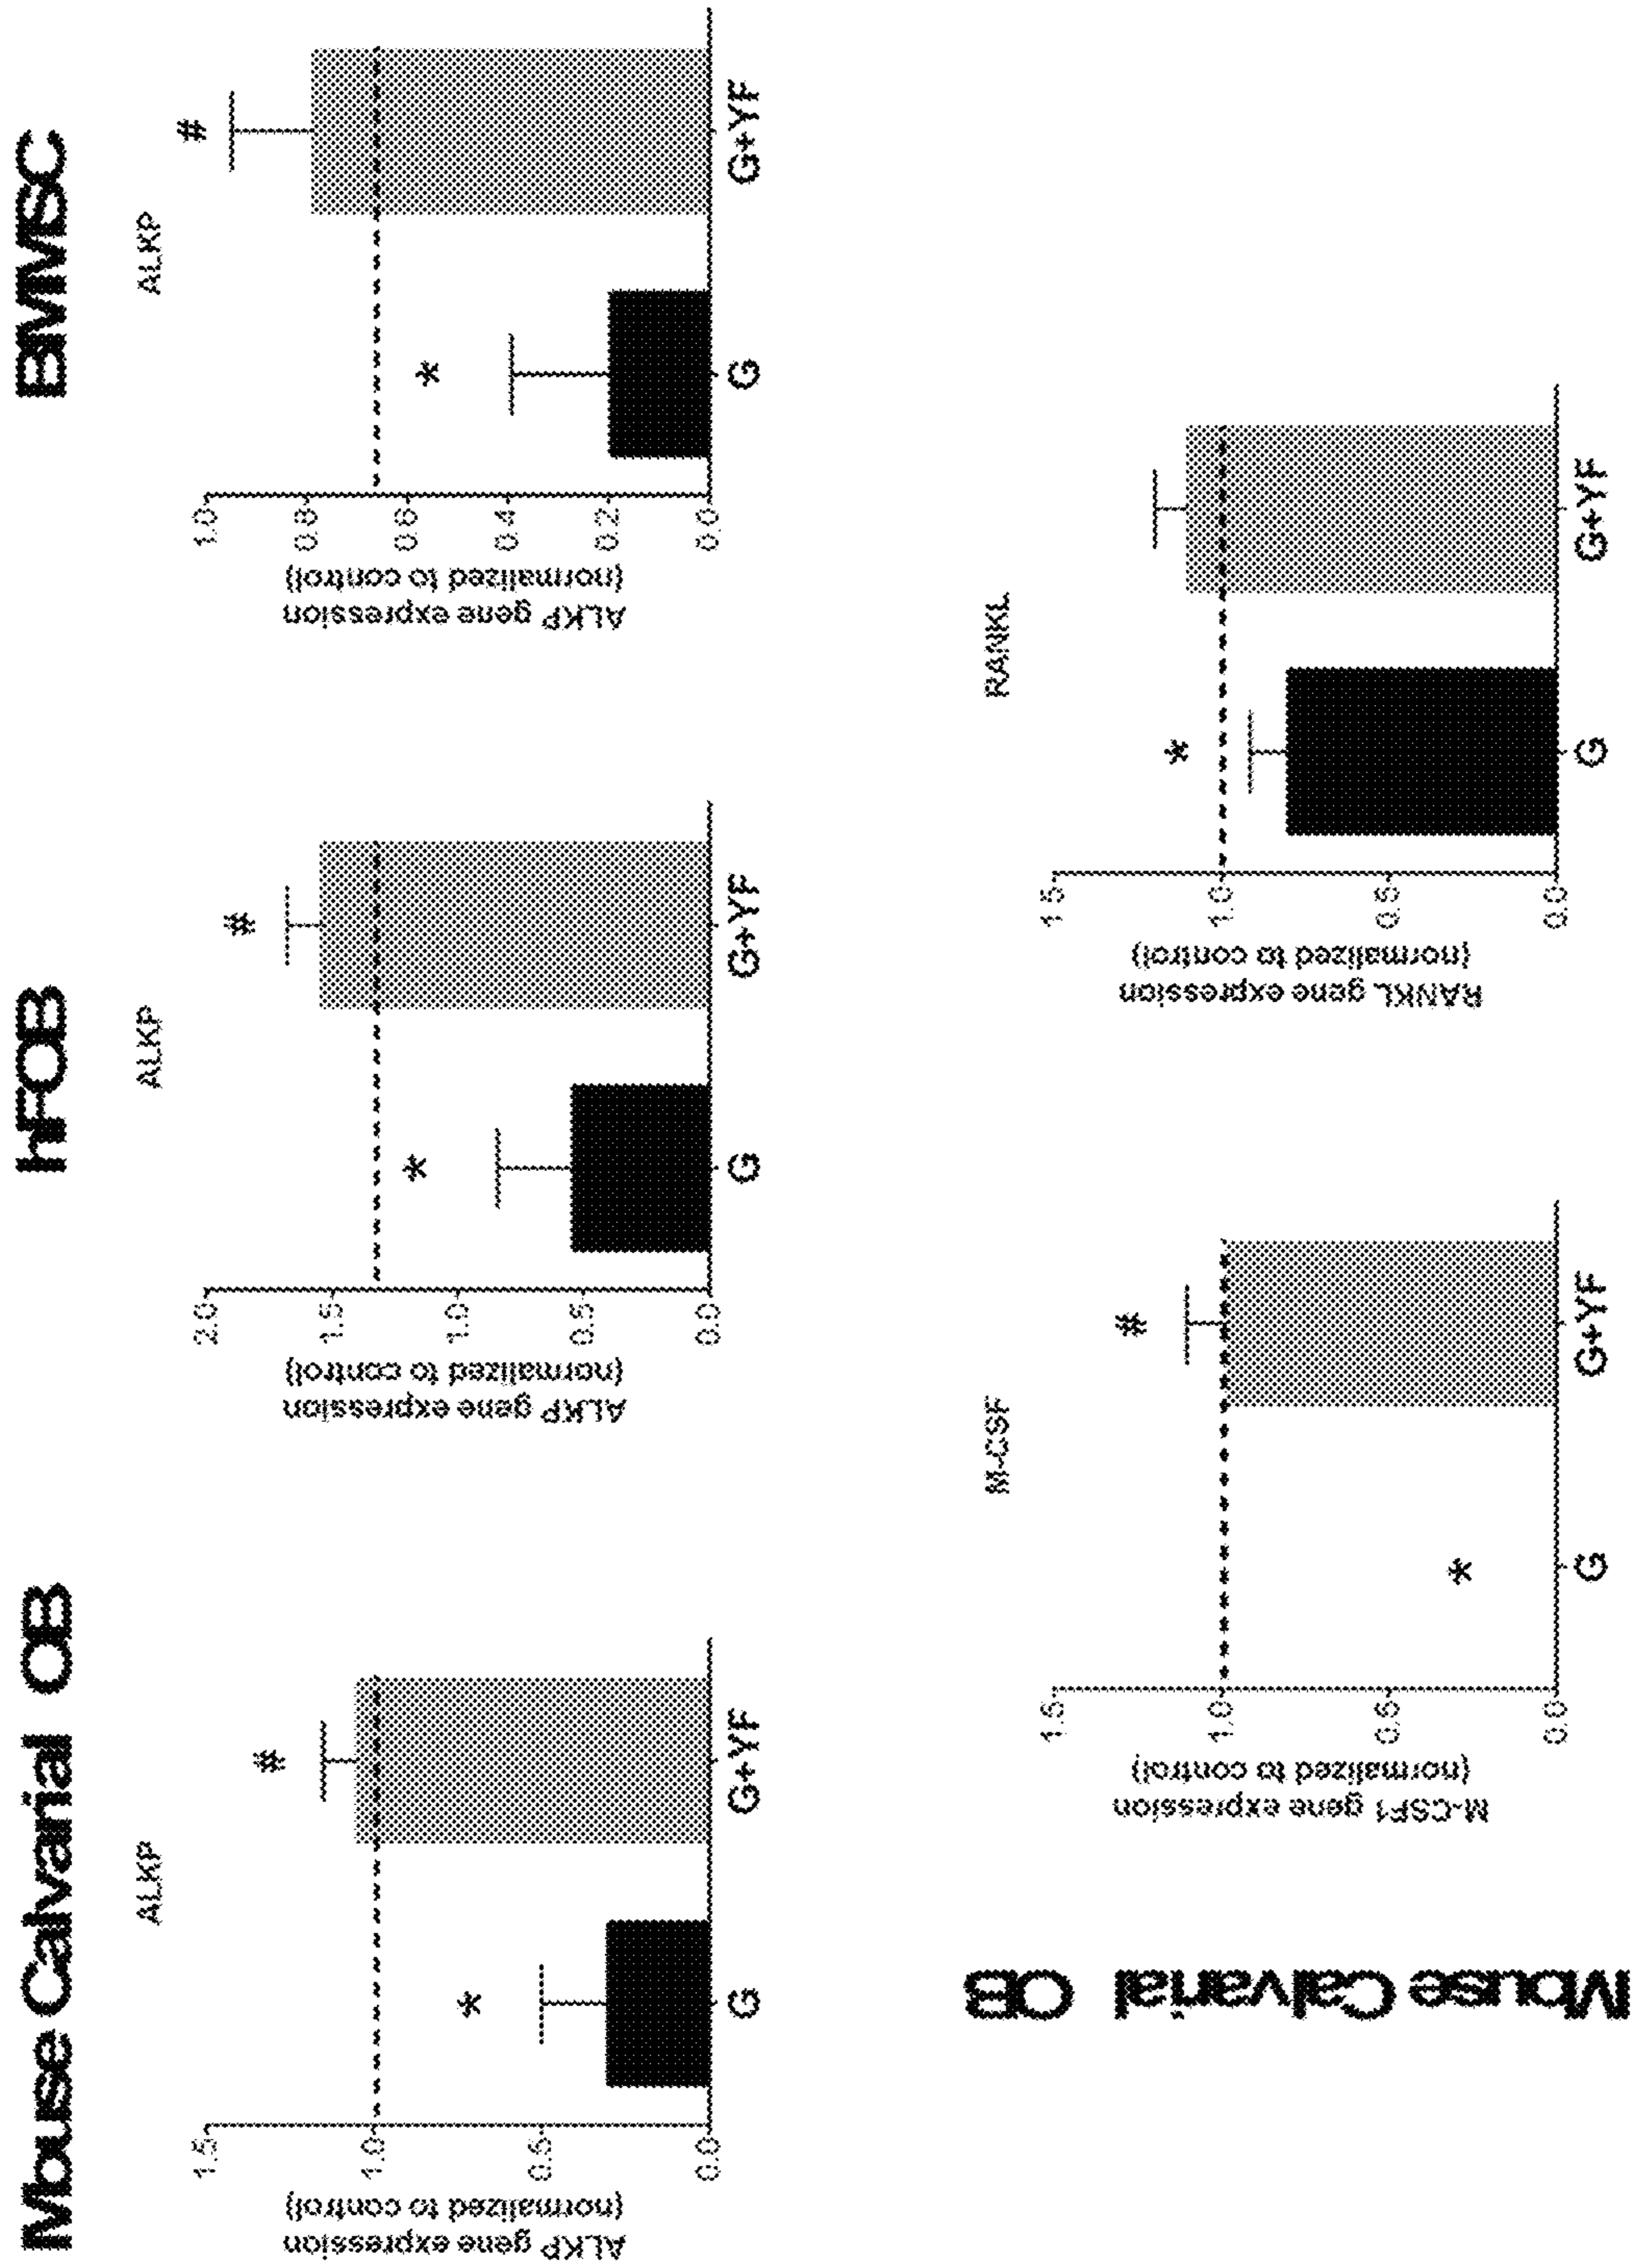 Mouse Calvarial OB
hFOB
BMMSC
ALKP
ALKP gene expression
(normalized to control)
1.5
1.0
0.5
0.0
*
#
G
G+YF
ALKP
ALKP gene expression
(normalized to control)
2.0
1.5
1.0
0.5
0.0
*
#
G
G+YF
ALKP
ALKP gene expression
(normalized to control)
1.0
0.8
0.6
0.4
0.2
0.0
*
#
G
G+YF
Mouse Calvarial OB
M-CSF
M-CSF1 gene expression
(normalized to control)
1.5
1.0
0.5
0.0
*
#
G
G+YF
RANKL
RANKL gene expression
(normalized to control)
1.5
1.0
0.5
0.0
*
G
G+YF